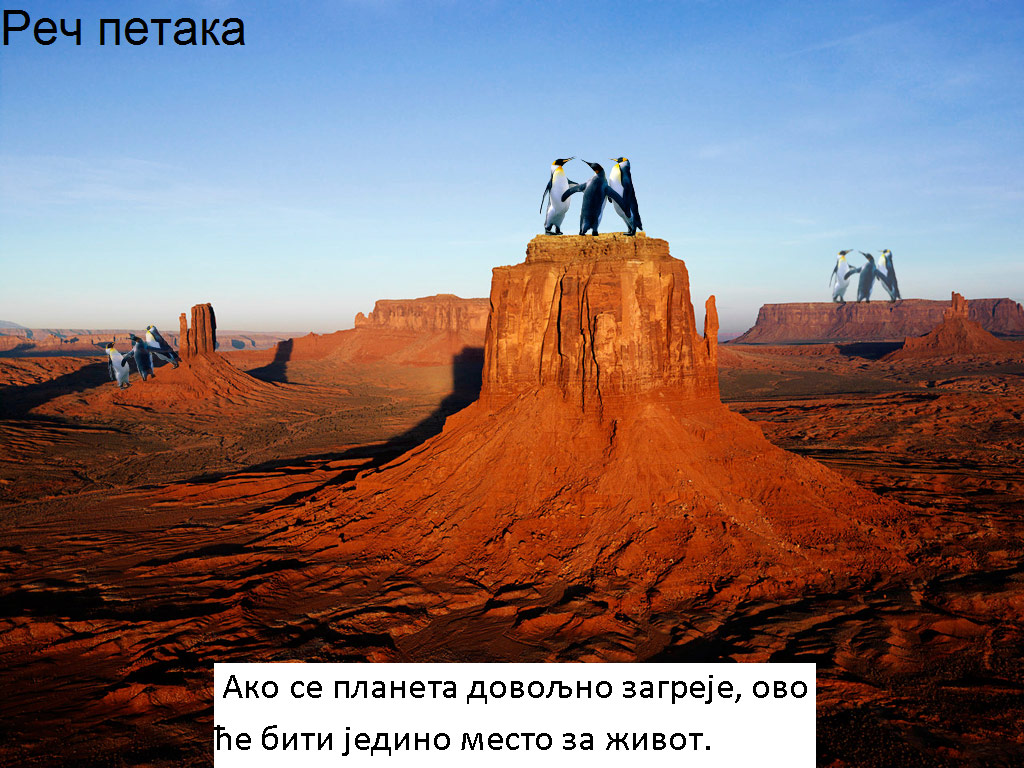 Реч петака
Ако се планета довољно загреје, ово
ће бити једино место за живот.